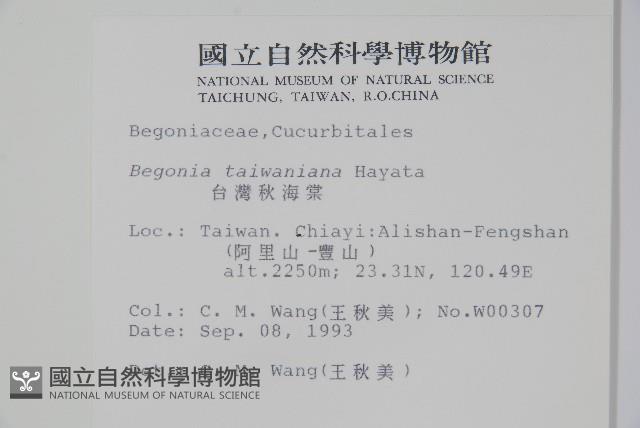 國立自然科學博物館
NATIONAL MUSEUM OF NATURAL SCIENCE
TAICHUNG, TAIWAN, R.O.CHINA
Begoniaceae,Cucurbitales
Begonia taiwaniana Hayata
台灣秋海棠
Loc.: Taiwan. Chiayi:Alishan-Fengshan
(阿里山-豐山)
alt.2250m; 23.31N, 120.49E
Col.: C. M. Wang(王秋美); No.W00307
Date: Sep. 08, 1993
Wang(王秋美)
國立自然科學博物館
NATIONAL MUSEUM OF NATURAL SCIENCE